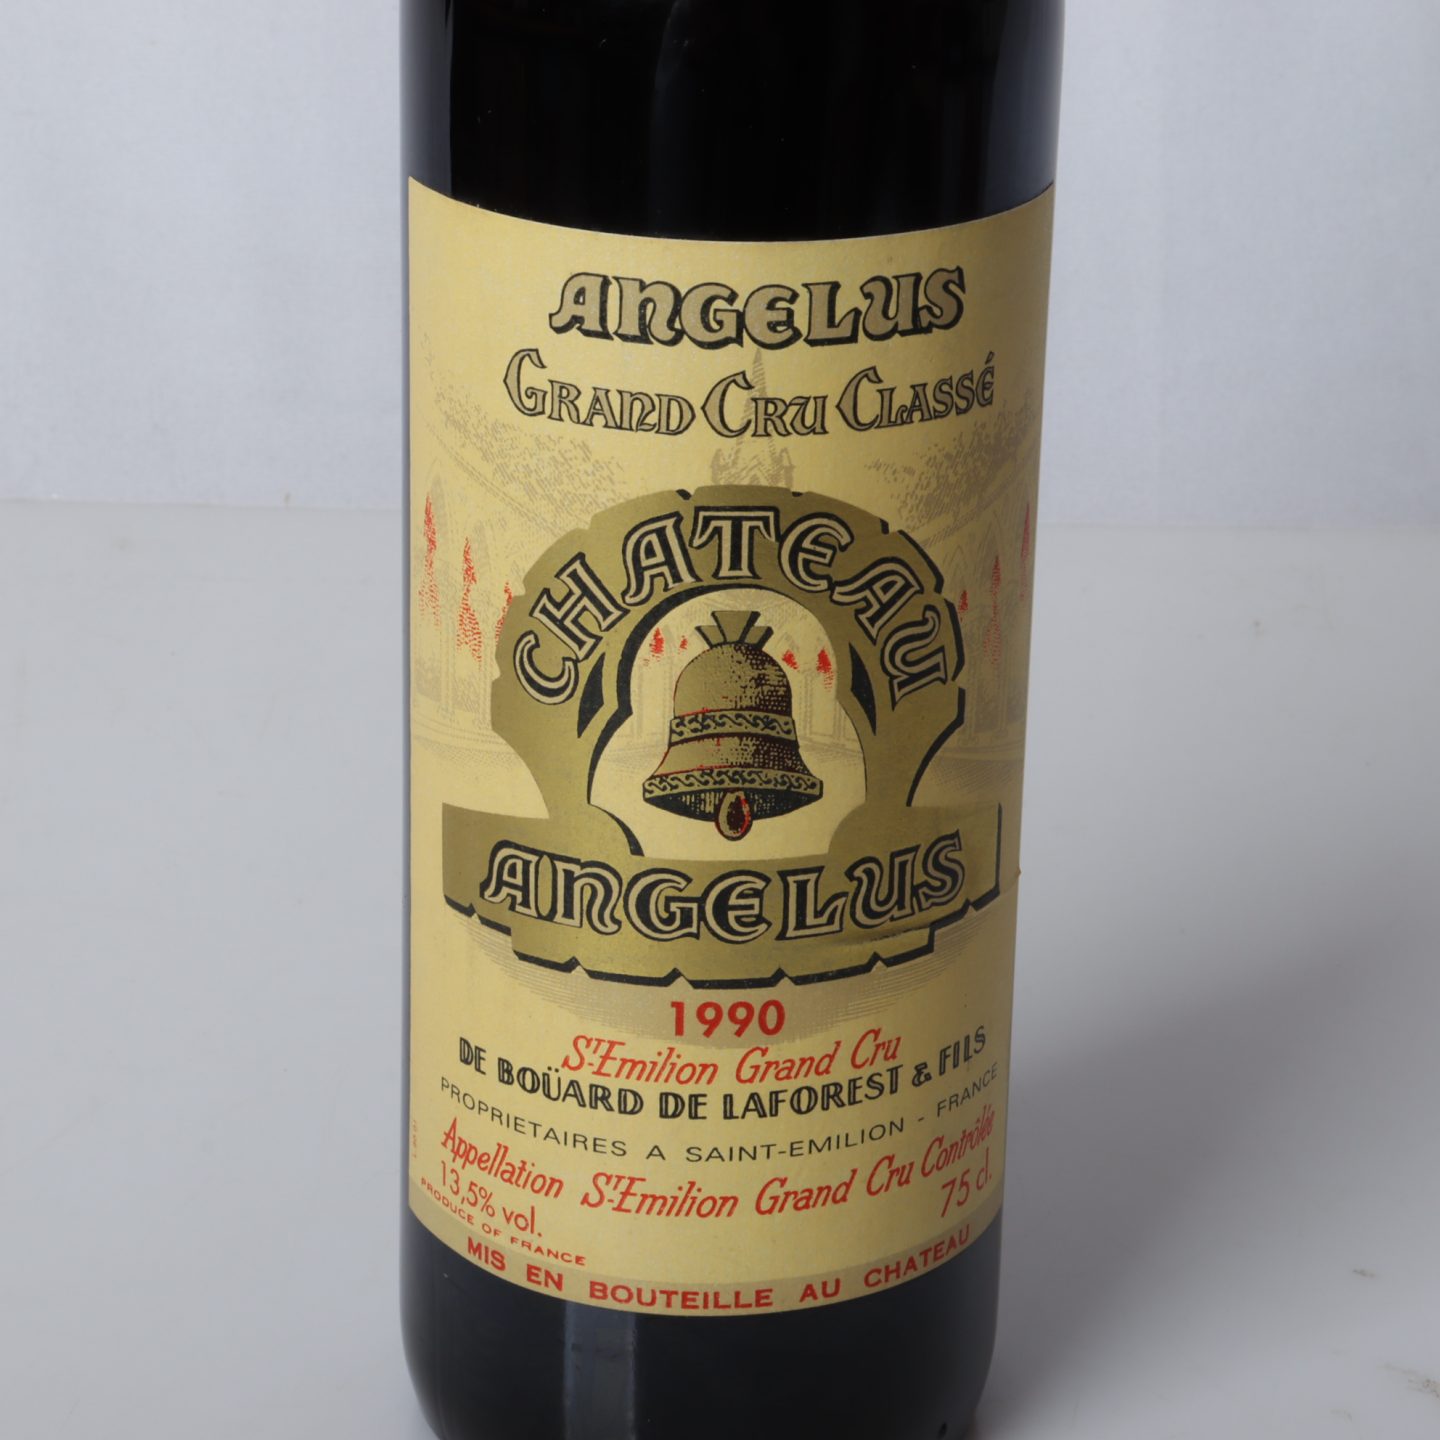 ANGELUS
GRAND CRU CLASSÉ
CHATEAU
ANGELUS
1990
ST-EMILION GRAND CRU
DE BOÜARD DE LAFOREST & FILS
PROPRIETAIRES A SAINT-EMILION - FRANCE
Appellation ST-Emilion Grand Cru Contrôlée
13,5% vol.
75 cl.
PRODUCE OF FRANCE
MIS EN BOUTEILLE AU CHATEAU